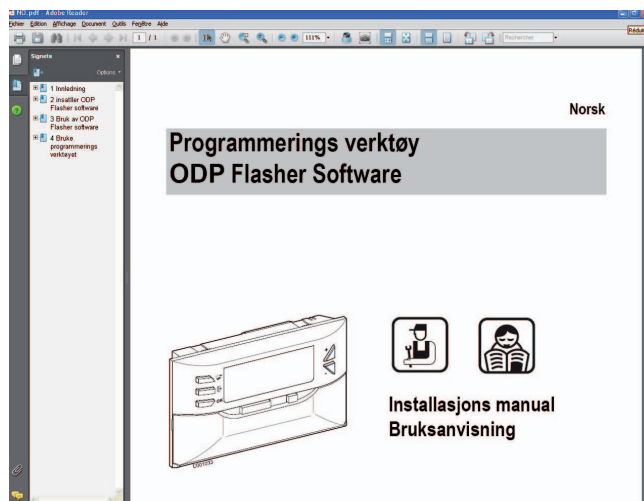 NO.pdf - Adobe Reader
Fichier Edition Affichage Document Outils Fenêtre Aide
Rédui
1 / 1 111% Rechercher
Signets x
Options
1 Innledning
2 insatller ODP
Flasher software
3 Bruk av ODP
Flasher software
4 Bruke
programmerings
verktøyet
Norsk
Programmerings verktøy
ODP Flasher Software
Installasjons manual
Bruksanvisning